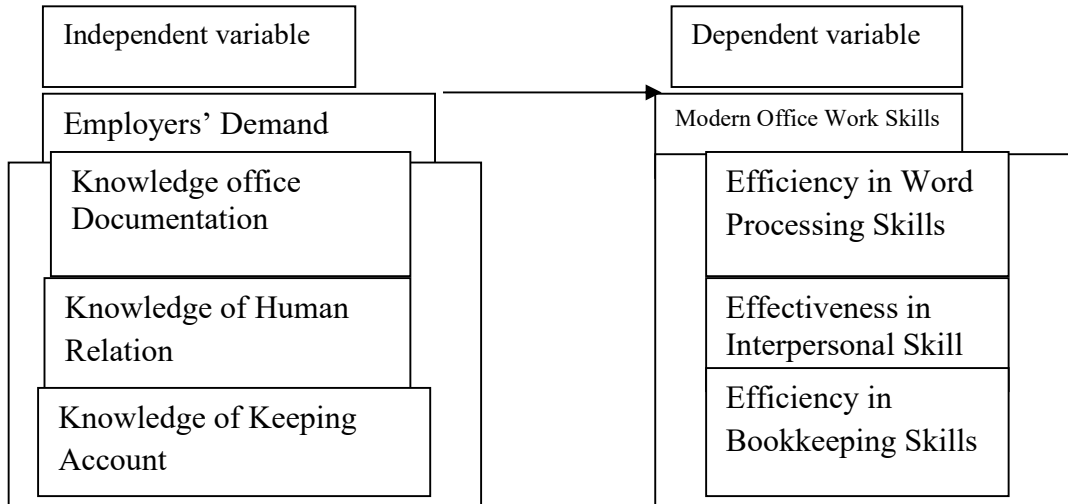 Independent variable
Dependent variable
Employers’ Demand
Modern Office Work Skills
Knowledge office
Documentation
Efficiency in Word
Processing Skills
Knowledge of Human
Relation
Effectiveness in
Interpersonal Skill
Knowledge of Keeping
Account
Efficiency in
Bookkeeping Skills